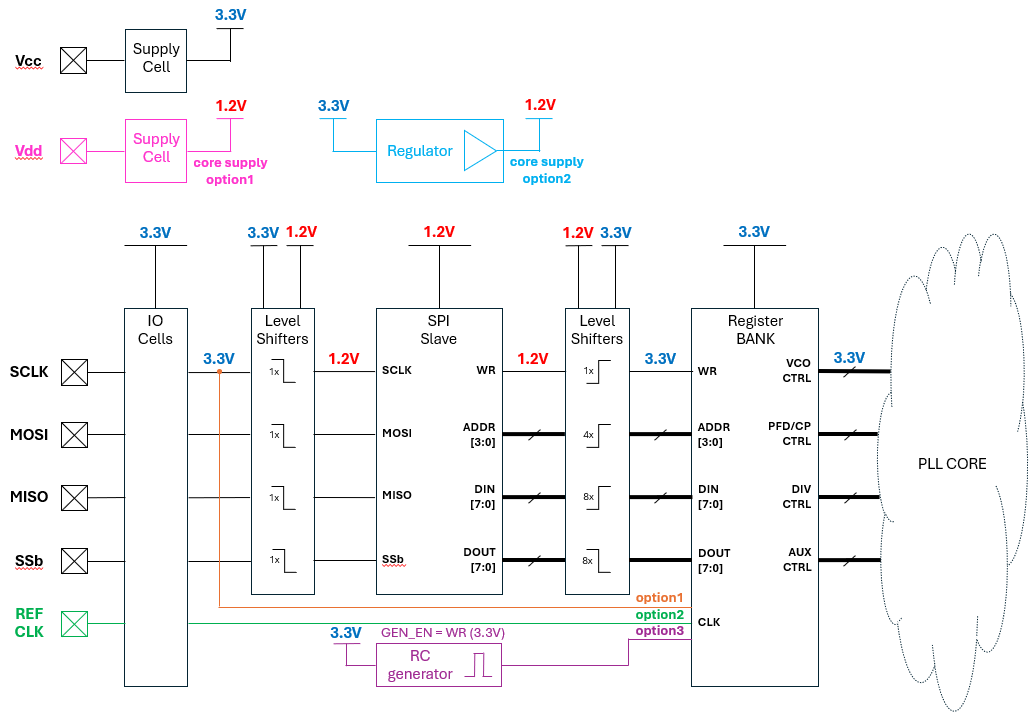 3.3V
Vcc
Supply
Cell
1.2V
3.3V
1.2V
Vdd
Supply
Cell
core supply
option1
Regulator
core supply
option2
3.3V
3.3V
1.2V
1.2V
1.2V
3.3V
3.3V
IO
Cells
Level
Shifters
SPI
Slave
Level
Shifters
Register
BANK
SCLK
3.3V
1x
1.2V
SCLK
WR
1.2V
1x
3.3V
WR
VCO
CTRL
3.3V
MOSI
1x
MOSI
ADDR
[3:0]
4x
ADDR
[3:0]
PFD/CP
CTRL
PLL CORE
MISO
1x
MISO
DIN
[7:0]
8x
DIN
[7:0]
DIV
CTRL
SSb
1x
SSb
DOUT
[7:0]
8x
DOUT
[7:0]
AUX
CTRL
REF
CLK
option1
option2
option3
CLK
3.3V
GEN_EN = WR (3.3V)
RC
generator